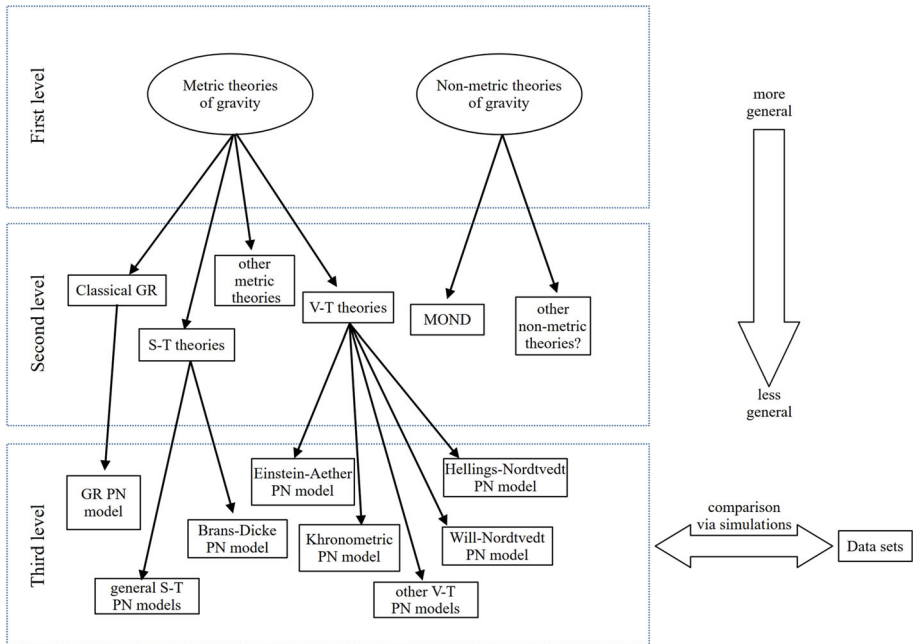 First level
Metric theories
of gravity
Non-metric theories
of gravity
more
general
Second level
Classical GR
other
metric
theories
V-T theories
S-T theories
MOND
other
non-metric
theories?
less
general
Third level
GR PN
model
Einstein-Aether
PN model
Hellings-Nordtvedt
PN model
Brans-Dicke
PN model
Khronometric
PN model
Will-Nordtvedt
PN model
general S-T
PN models
other V-T
PN models
comparison
via simulations
Data sets